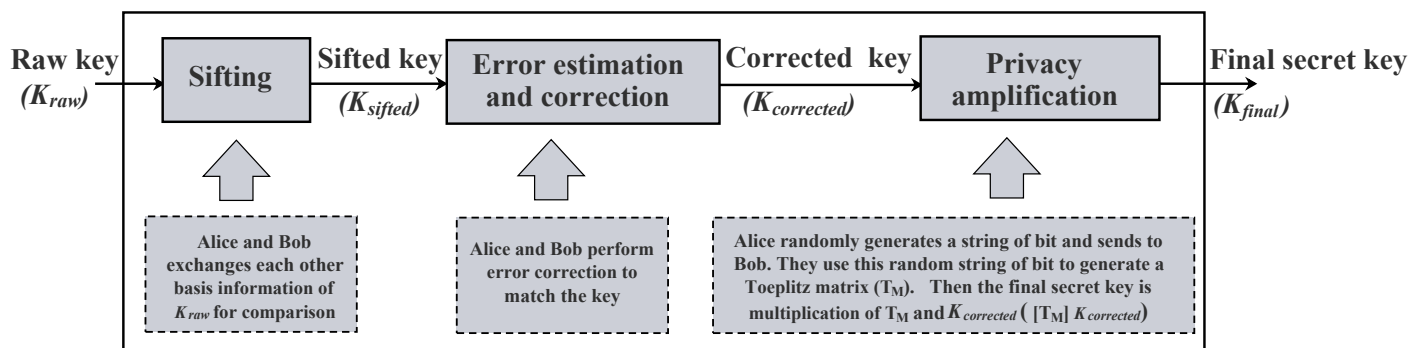 Raw key
(K_raw)
Sifting
Sifted key
(K_sifted)
Error estimation
and correction
Corrected key
(K_corrected)
Privacy
amplification
Final secret key
(K_final)
Alice and Bob
exchanges each other
basis information of
K_raw for comparison
Alice and Bob perform
error correction to
match the key
Alice randomly generates a string of bit and sends to
Bob. They use this random string of bit to generate a
Toeplitz matrix (T_M). Then the final secret key is
multiplication of T_M and K_corrected ( [T_M] K_corrected)